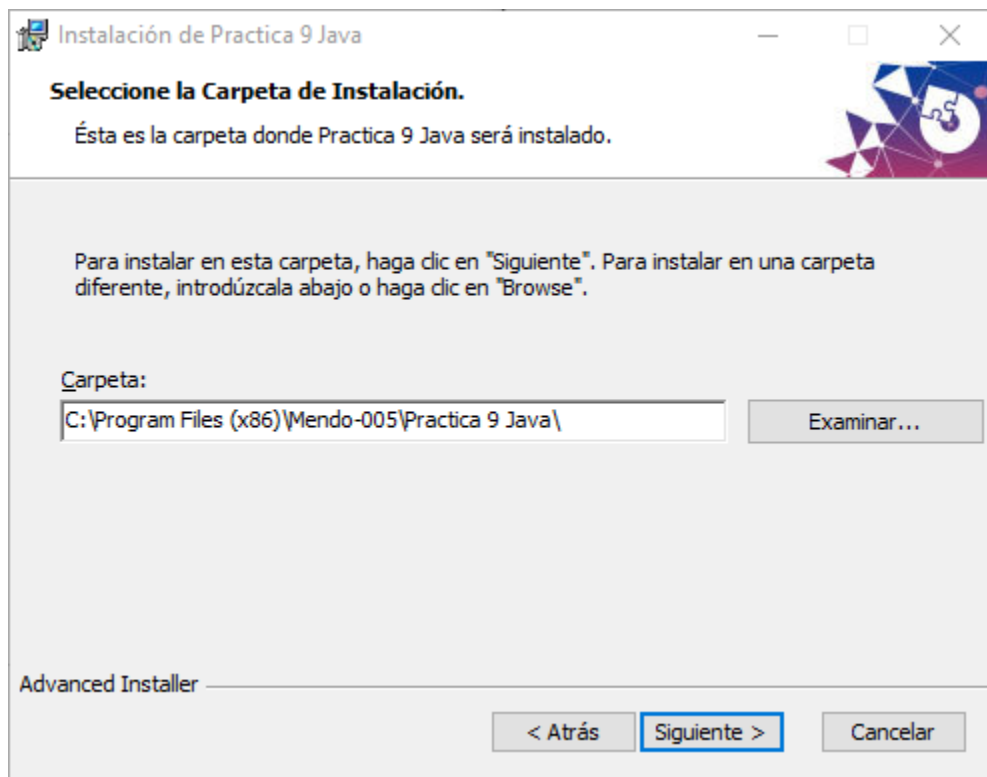 Instalación de Practica 9 Java
Seleccione la Carpeta de Instalación.
Ésta es la carpeta donde Practica 9 Java será instalado.
Para instalar en esta carpeta, haga clic en "Siguiente". Para instalar en una carpeta
diferente, introdúzcala abajo o haga clic en "Browse".
Carpeta:
C:\Program Files (x86)\Mendo-005\Practica 9 Java\
Examinar...
Advanced Installer
< Atrás
Siguiente >
Cancelar